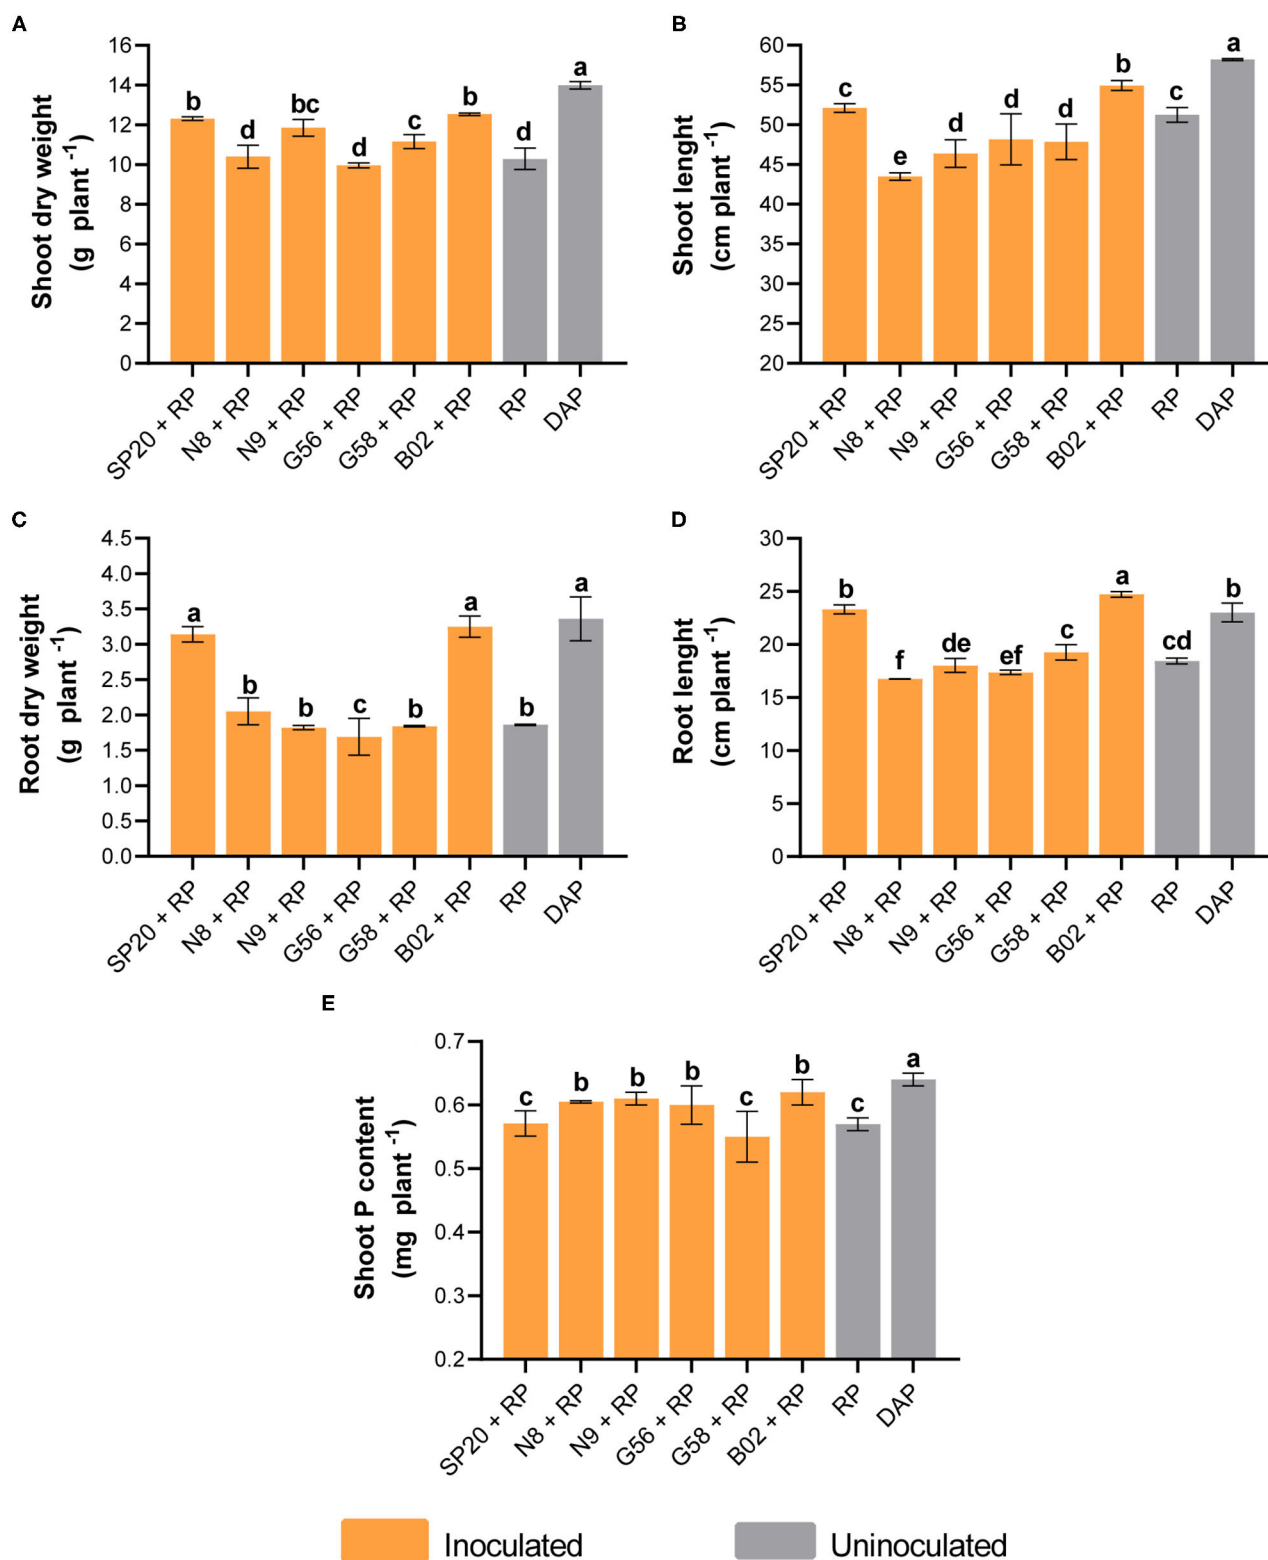 A
Shoot dry weight
(g plant -1)
16
14
12
10
8
6
4
2
0
b
d
bc
d
c
b
d
a
SP20 + RP
N8 + RP
N9 + RP
G56 + RP
G58 + RP
B02 + RP
RP
DAP
B
Shoot lenght
(cm plant -1)
60
55
50
45
40
35
30
25
20
c
e
d
d
d
b
c
a
SP20 + RP
N8 + RP
N9 + RP
G56 + RP
G58 + RP
B02 + RP
RP
DAP
C
Root dry weight
(g plant -1)
4.5
4.0
3.5
3.0
2.5
2.0
1.5
1.0
0.5
0.0
a
b
b
c
b
a
b
a
SP20 + RP
N8 + RP
N9 + RP
G56 + RP
G58 + RP
B02 + RP
RP
DAP
D
Root lenght
(cm plant -1)
30
25
20
15
10
5
0
b
f
de
ef
c
a
cd
b
SP20 + RP
N8 + RP
N9 + RP
G56 + RP
G58 + RP
B02 + RP
RP
DAP
E
Shoot P content
(mg plant -1)
0.7
0.6
0.5
0.4
0.3
0.2
c
b
b
b
c
b
c
a
SP20 + RP
N8 + RP
N9 + RP
G56 + RP
G58 + RP
B02 + RP
RP
DAP
Inoculated
Uninoculated